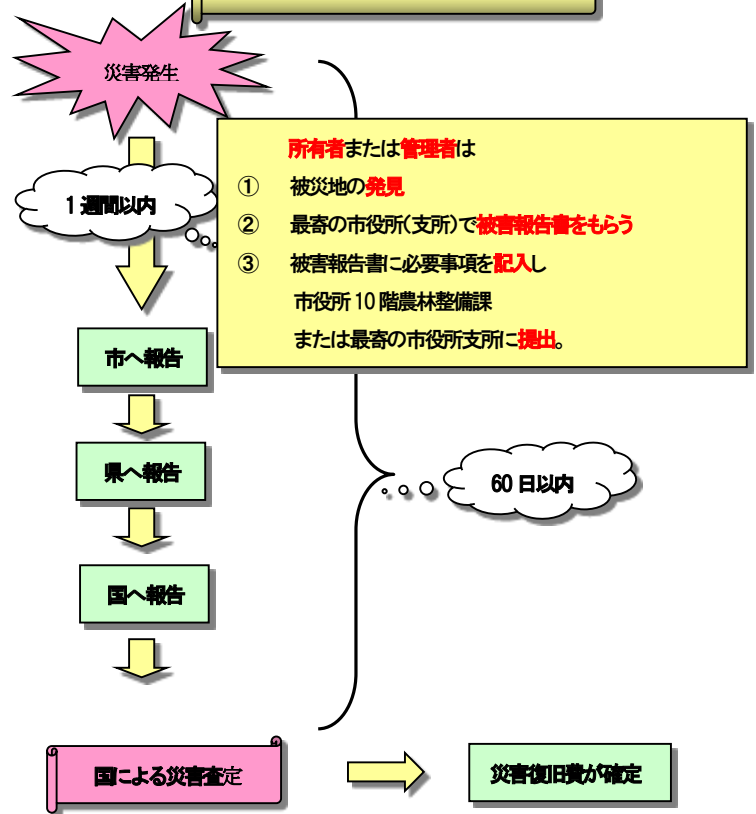 災害発生
1週間以内
所有者または管理者は
① 被災地の発見
② 最寄の市役所(支所)で被害報告書をもらう
③ 被害報告書に必要事項を記入し
市役所10階農林整備課
または最寄の市役所支所に提出。
市へ報告
県へ報告
60日以内
国へ報告
国による災害査定
災害復旧費が確定